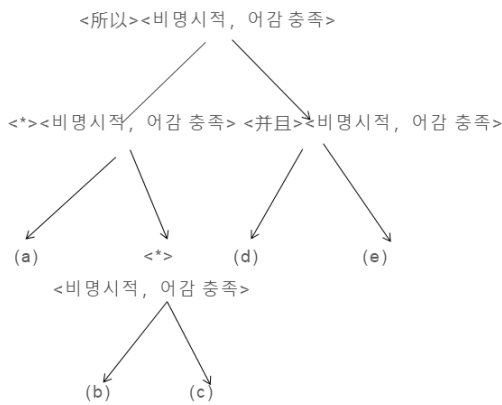 <所以><비명시적, 어감 충족>
<*><비명시적, 어감 충족> <并且><비명시적, 어감 충족>
(a) <*> (d) (e)
<비명시적, 어감 충족>
(b) (c)